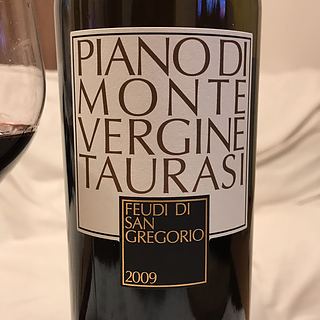 PIANO DI
MONTE
VERGINE
TAURASI
FEUDI DI
SAN
GREGORIO
2009